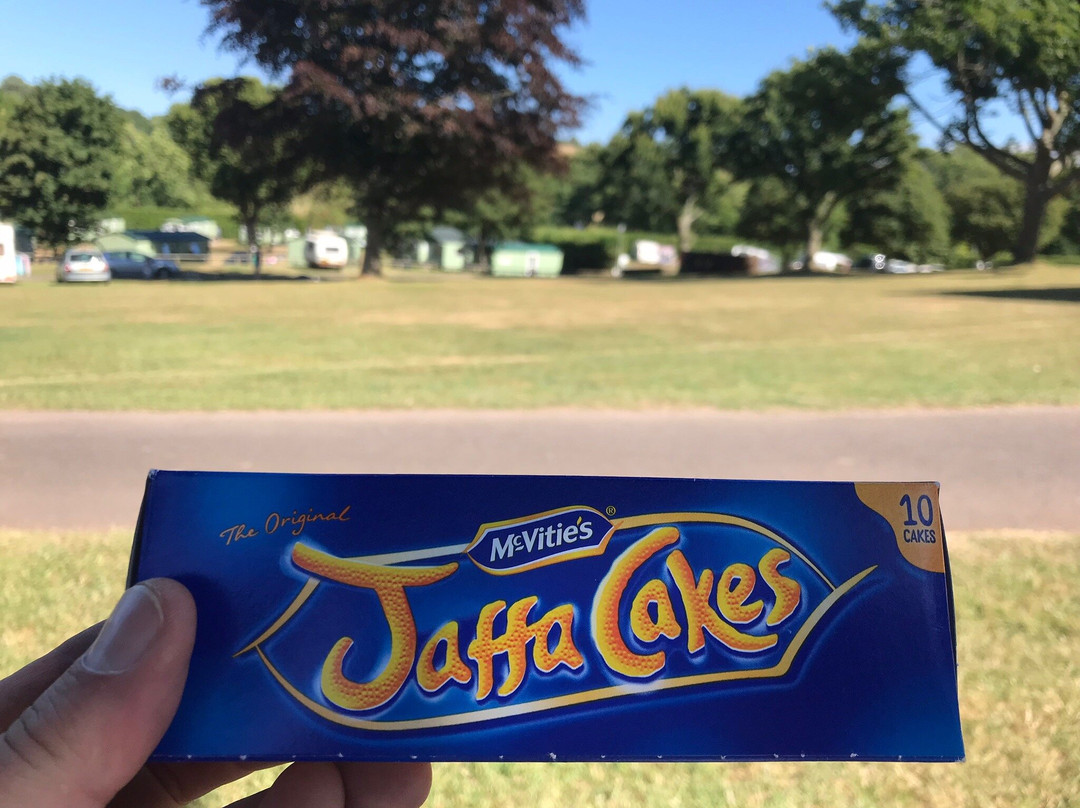 The Original
McVitie's®
Jaffa Cakes
10
CAKES